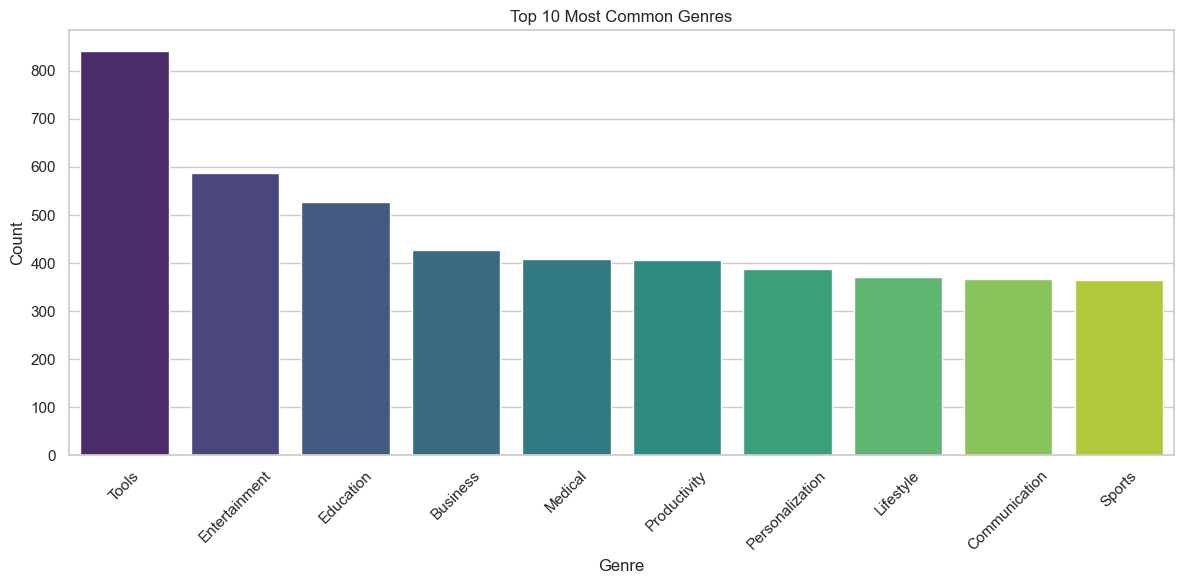 Top 10 Most Common Genres
Count
800
700
600
500
400
300
200
100
0
Tools
Entertainment
Education
Business
Medical
Productivity
Personalization
Lifestyle
Communication
Sports
Genre